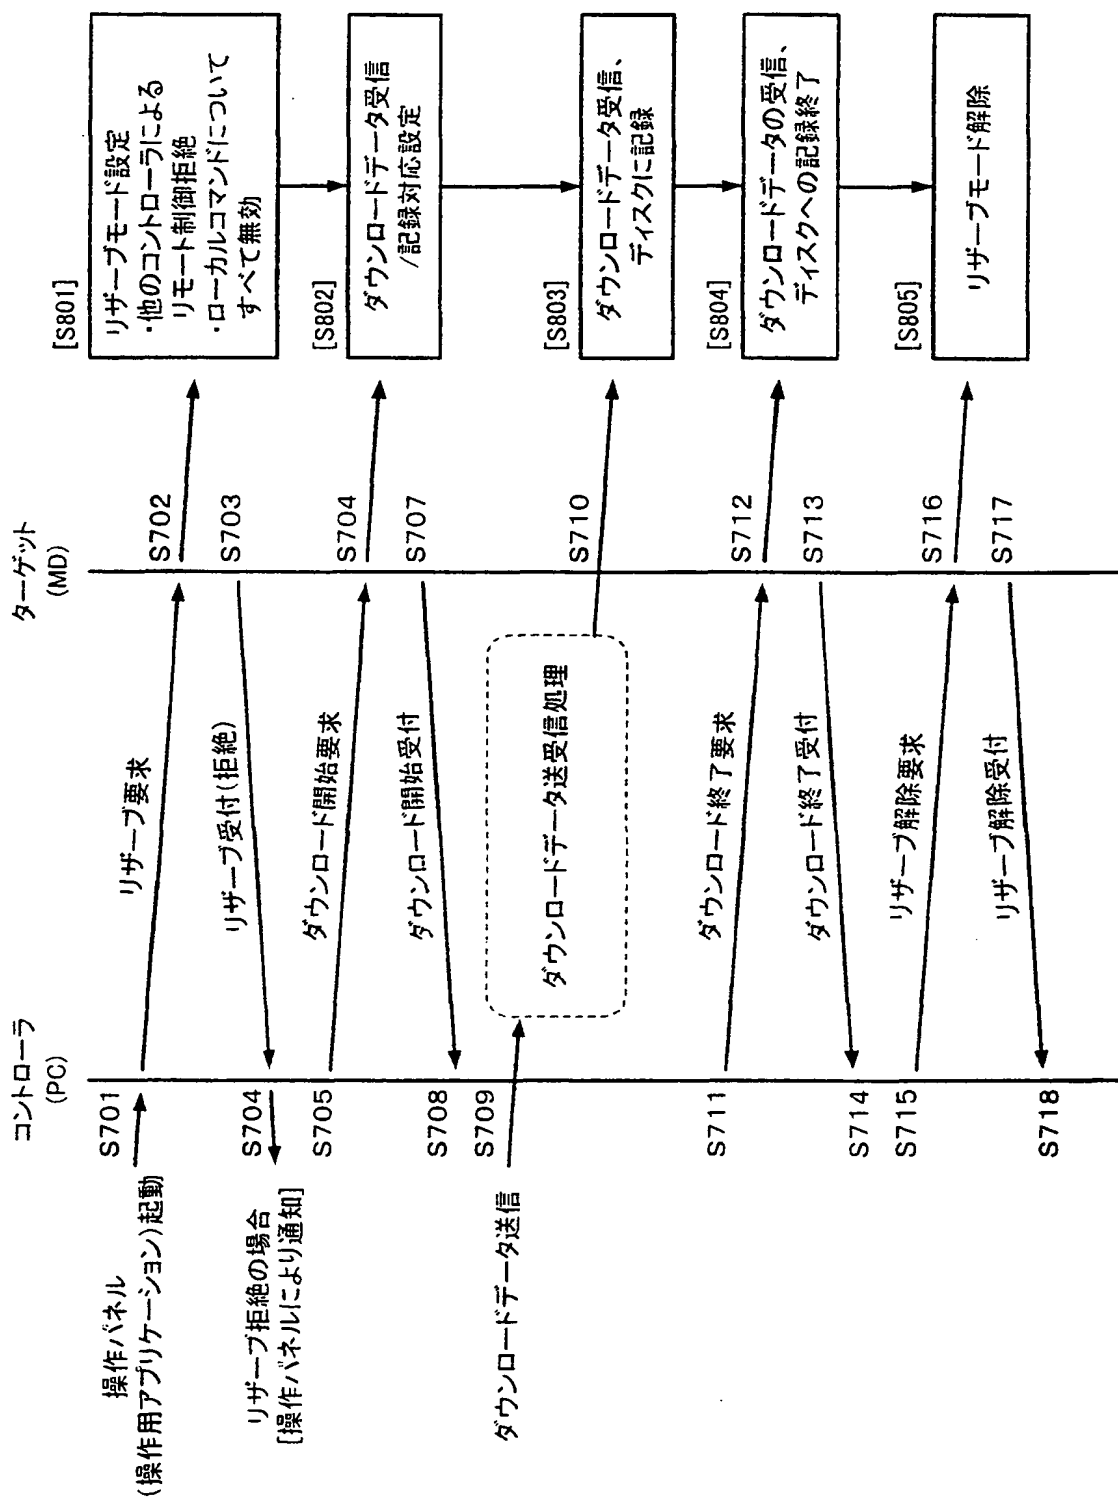 コントローラ
(PC)
ターゲット
(MD)
操作パネル
(操作用アプリケーション)起動
S701
リザーブ要求
S702
[S801]
リザーブモード設定
・他のコントローラによる
リモート制御拒絶
・ローカルコマンドについて
すべて無効
S703
リザーブ受付(拒絶)
S704
リザーブ拒絶の場合
[操作パネルにより通知]
S705
ダウンロード開始要求
S704
[S802]
ダウンロードデータ受信
/記録対応設定
S707
ダウンロード開始受付
S708
S709
ダウンロードデータ送信
ダウンロードデータ送受信処理
S710
[S803]
ダウンロードデータ受信、
ディスクに記録
S711
ダウンロード終了要求
S712
[S804]
ダウンロードデータの受信、
ディスクへの記録終了
S713
ダウンロード終了受付
S714
S715
リザーブ解除要求
S716
[S805]
リザーブモード解除
S717
リザーブ解除受付
S718